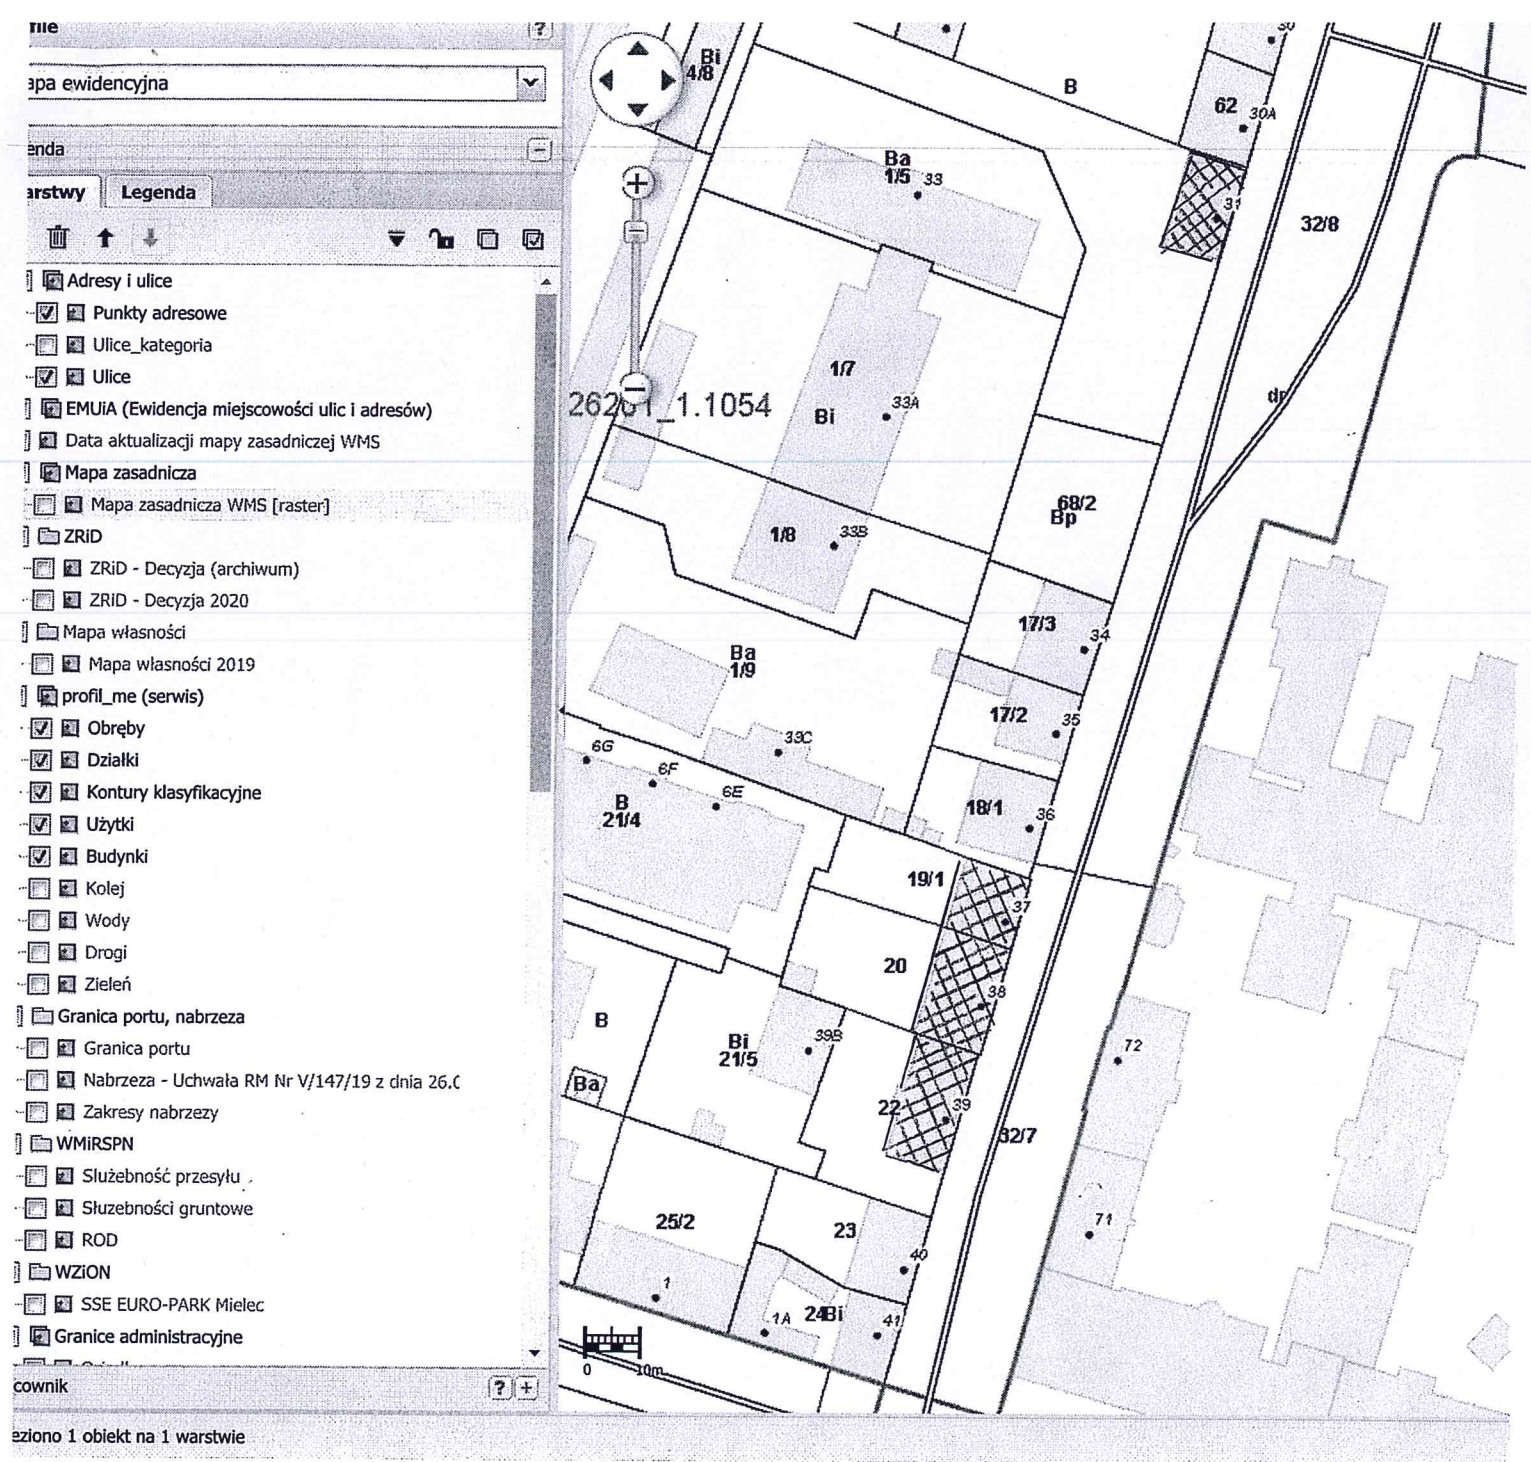 file
?
apa ewidencyjna
enda
arstwy Legenda
Adresy i ulice
Punkty adresowe
Ulice_kategoria
Ulice
EMUiA (Ewidencja miejscowości ulic i adresów)
Data aktualizacji mapy zasadniczej WMS
Mapa zasadnicza
Mapa zasadnicza WMS [raster]
ZRiD
ZRiD - Decyzja (archiwum)
ZRiD - Decyzja 2020
Mapa własności
Mapa własności 2019
profil_me (serwis)
Obręby
Działki
Kontury klasyfikacyjne
Użytki
Budynki
Kolej
Wody
Drogi
Zieleń
Granica portu, nabrzeza
Granica portu
Nabrzeza - Uchwała RM Nr V/147/19 z dnia 26.0
Zakresy nabrzezy
WMiRSPN
Służebność przesyłu
Słuzebności gruntowe
ROD
WZiON
SSE EURO-PARK Mielec
Granice administracyjne
cownik
? +
eziono 1 obiekt na 1 warstwie
Bi
4/8
B
30
62
30A
31
32/8
Ba
1/5
33
1/7
33A
Bi
_1.1054
dr
68/2
Bp
1/8
33B
17/3
34
Ba
1/9
17/2
35
6G
33C
6F
6E
B
21/4
18/1
36
19/1
37
20
38
B
Bi
21/5
39B
Ba
22
39
72
32/7
25/2
23
71
40
1
1A
24
Bi
41
0
10m